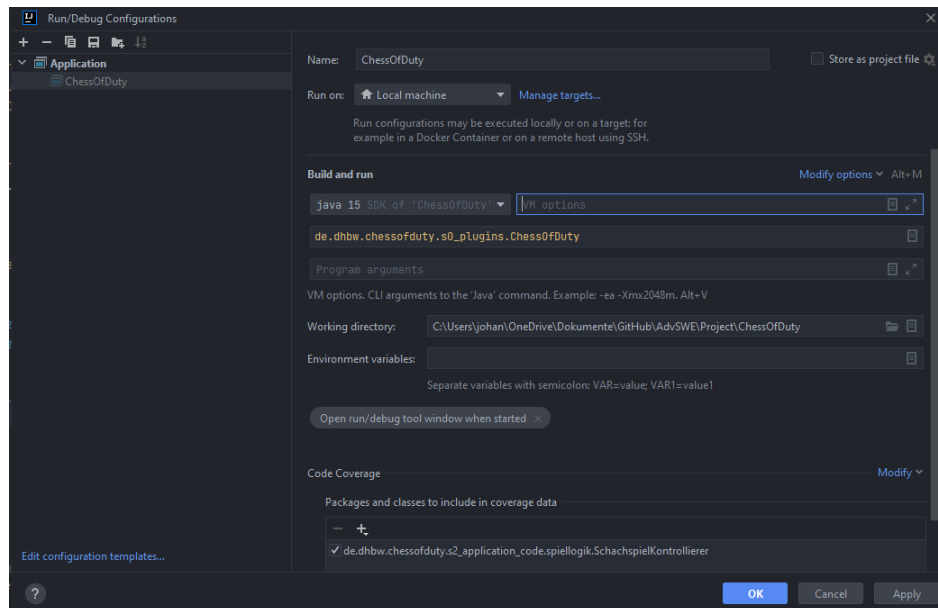 Run/Debug Configurations
Application
ChessOfDuty
Name: ChessOfDuty Store as project file
Run on: Local machine Manage targets...
Run configurations may be executed locally or on a target: for
example in a Docker Container or on a remote host using SSH.
Build and run Modify options Alt+M
java 15 SDK of 'ChessOfDuty' VM options
de.dhbw.chessofduty.s0_plugins.ChessOfDuty
Program arguments
VM options. CLI arguments to the 'Java' command. Example: -ea -Xmx2048m. Alt+V
Working directory: C:\Users\johan\OneDrive\Dokumente\GitHub\AdvSWE\Project\ChessOfDuty
Environment variables:
Separate variables with semicolon: VAR=value; VAR1=value1
Open run/debug tool window when started
Code Coverage Modify
Packages and classes to include in coverage data
de.dhbw.chessofduty.s2_application_code.spiellogik.SchachspielKontrollierer
Edit configuration templates...
? OK Cancel Apply